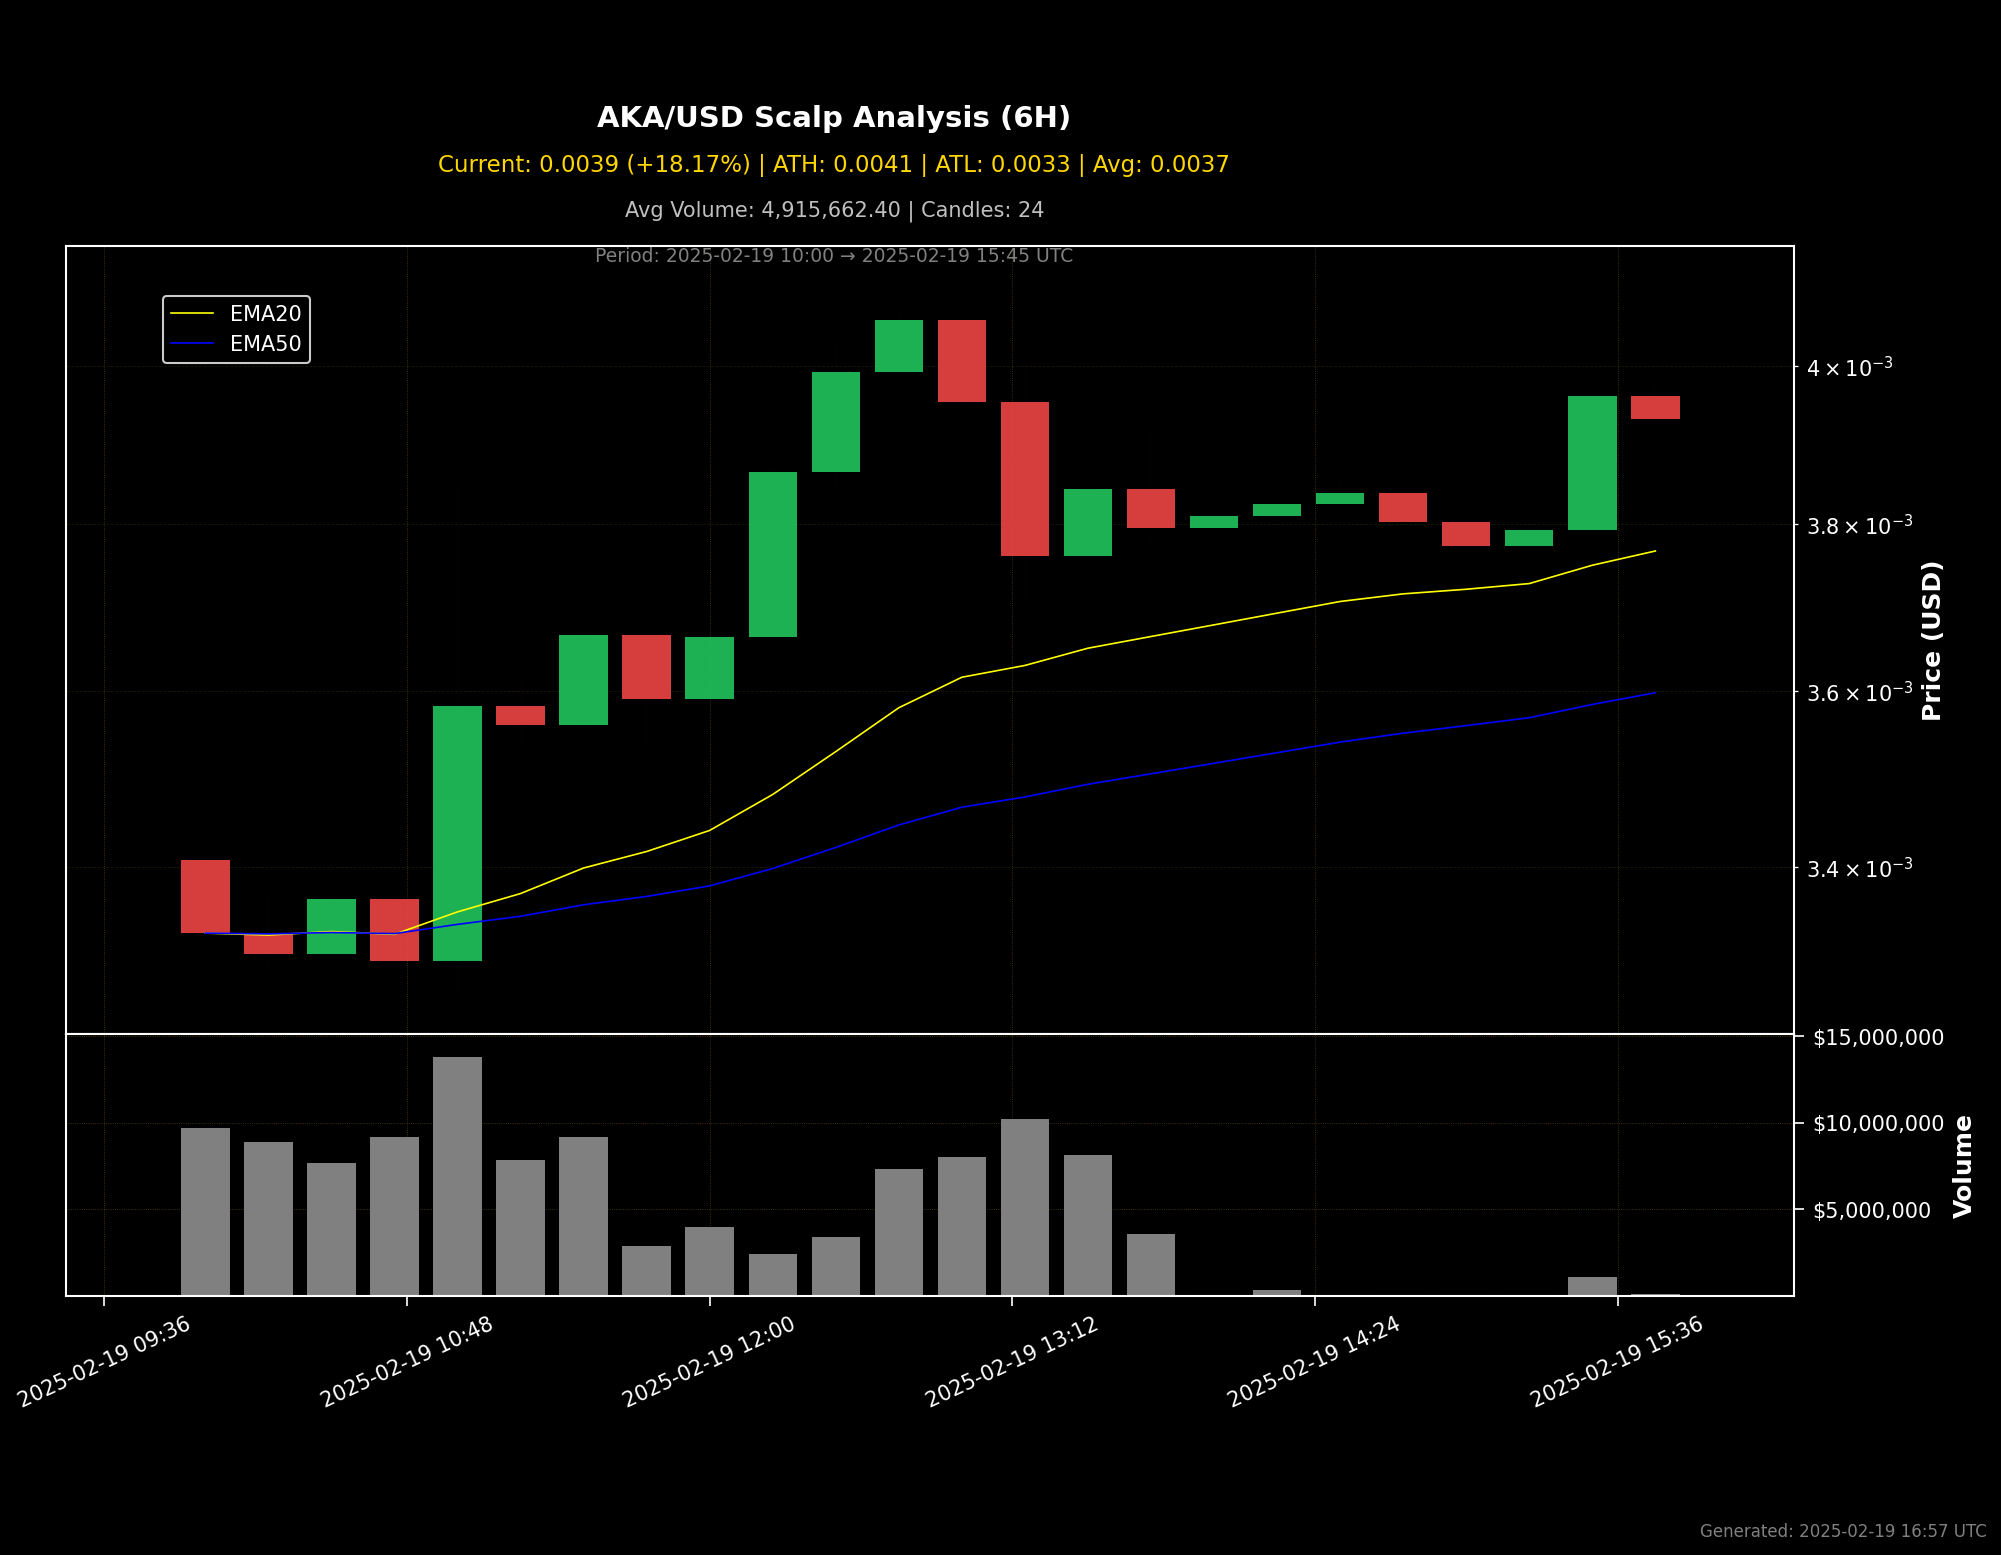 AKA/USD Scalp Analysis (6H)
Current: 0.0039 (+18.17%) | ATH: 0.0041 | ATL: 0.0033 | Avg: 0.0037
Avg Volume: 4,915,662.40 | Candles: 24
Period: 2025-02-19 10:00 → 2025-02-19 15:45 UTC
EMA20
EMA50
4 × 10⁻³
3.8 × 10⁻³
3.6 × 10⁻³
3.4 × 10⁻³
Price (USD)
$15,000,000
$10,000,000
$5,000,000
Volume
2025-02-19 09:36
2025-02-19 10:48
2025-02-19 12:00
2025-02-19 13:12
2025-02-19 14:24
2025-02-19 15:36
Generated: 2025-02-19 16:57 UTC